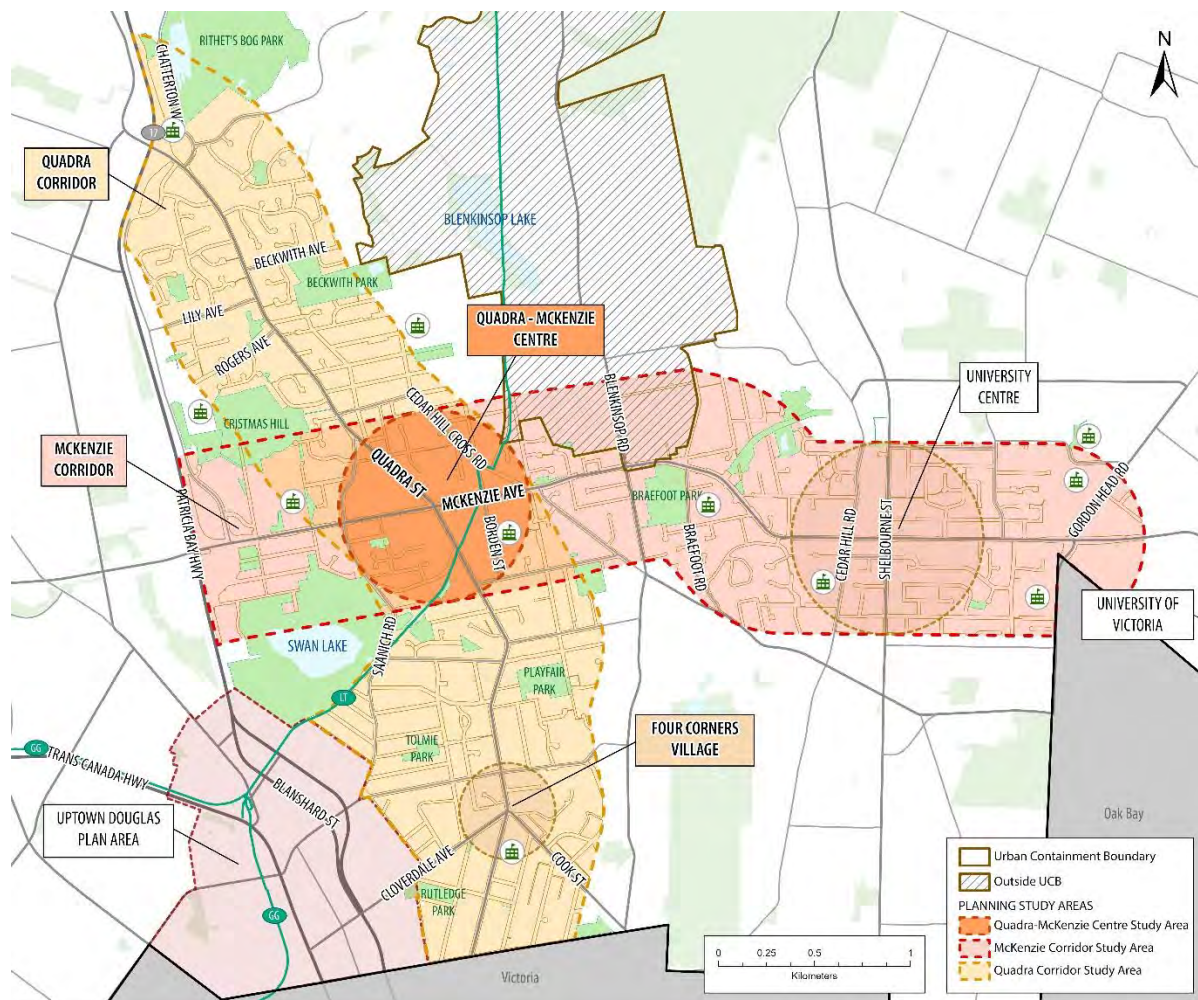 RITHET'S BOG PARK
CHATTERTON W
N
17
QUADRA
CORRIDOR
BLENKINSOP LAKE
BECKWITH AVE
BECKWITH PARK
LILY AVE
ROGERS AVE
QUADRA - MCKENZIE
CENTRE
BLENKINSOP RD
UNIVERSITY
CENTRE
CEDAR HILL CROSS RD
CRISTMAS HILL
MCKENZIE
CORRIDOR
QUADRA ST
MCKENZIE AVE
PATRICIA BAY HWY
BORDEN ST
BRAEFOOT PARK
BRAEFOOT RD
CEDAR HILL RD
SHELBOURNE ST
GORDON HEAD RD
UNIVERSITY OF
VICTORIA
SWAN LAKE
SAANICH RD
PLAYFAIR
PARK
LT
TOLMIE
PARK
FOUR CORNERS
VILLAGE
GG
TRANS CANADA HWY
BLANSHARD ST
UPTOWN DOUGLAS
PLAN AREA
CLOVERDALE AVE
COOK ST
RUTLEDGE
PARK
GG
Oak Bay
Victoria
Urban Containment Boundary
Outside UCB
PLANNING STUDY AREAS
Quadra-McKenzie Centre Study Area
McKenzie Corridor Study Area
Quadra Corridor Study Area
0 0.25 0.5 1
Kilometers